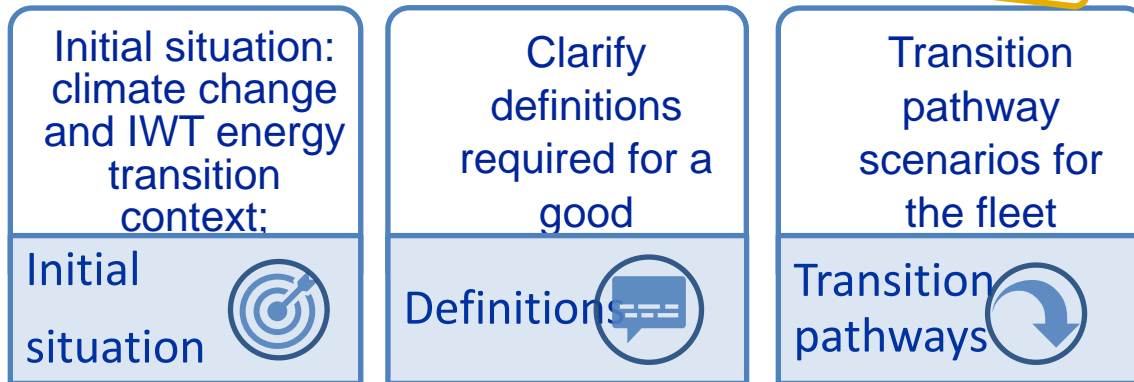 Initial situation:
climate change
and IWT energy
transition
context;
Initial
situation
Clarify
definitions
required for a
good
Definitions
Transition
pathway
scenarios for
the fleet
Transition
pathways